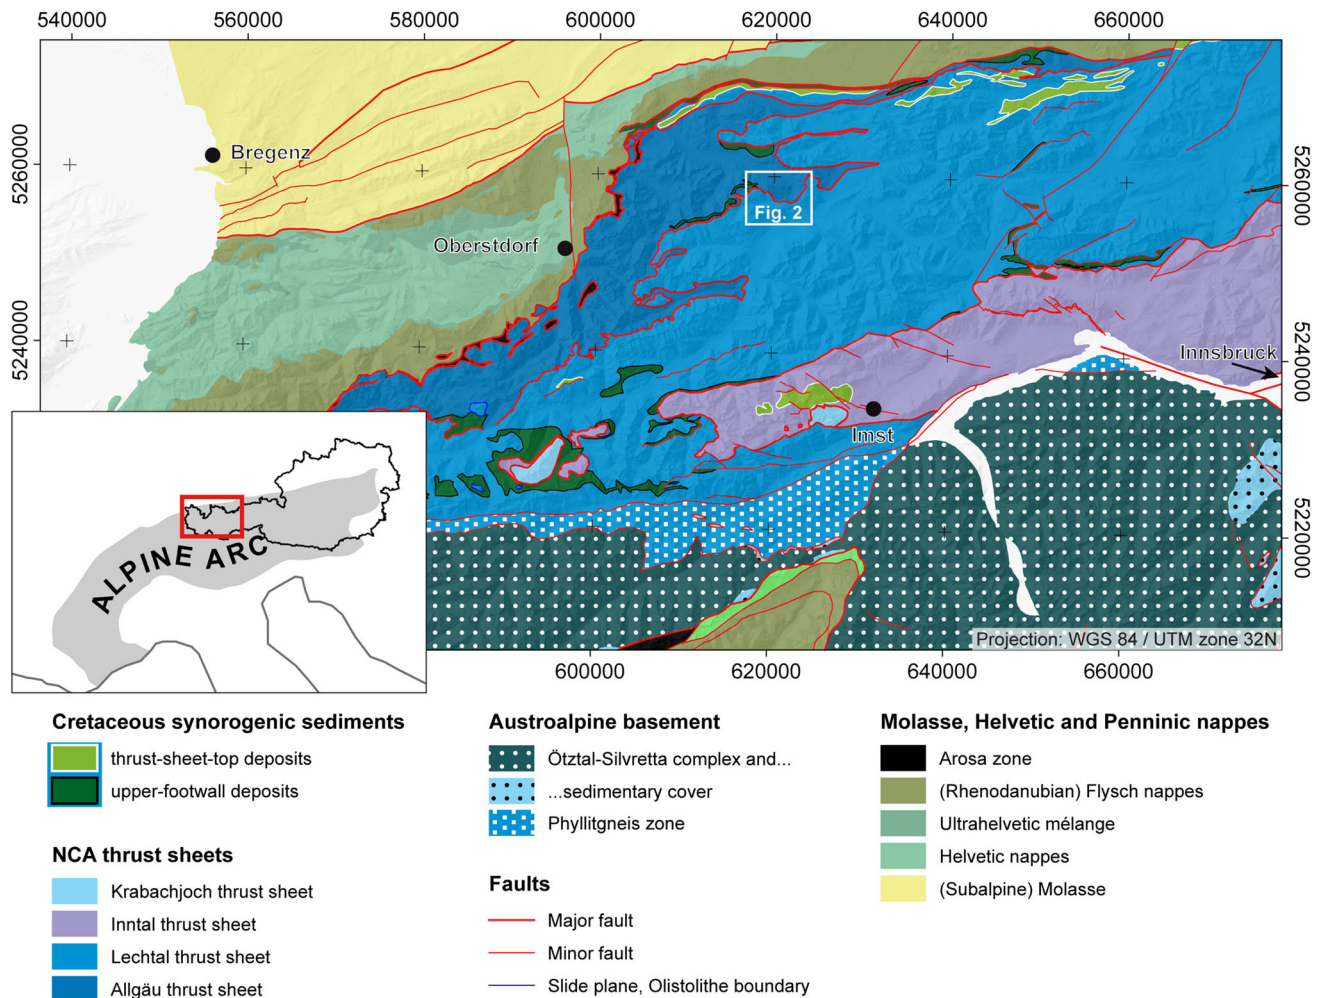 540000 560000 580000 600000 620000 640000 660000
5260000
5240000
5260000
5240000
5220000
Bregenz
Fig. 2
Oberstdorf
Innsbruck
Imst
ALPINE ARC
Projection: WGS 84 / UTM zone 32N
600000 620000 640000 660000
Cretaceous synorogenic sediments
thrust-sheet-top deposits
upper-footwall deposits
NCA thrust sheets
Krabachjoch thrust sheet
Inntal thrust sheet
Lechtal thrust sheet
Allgäu thrust sheet
Austroalpine basement
Ötztal-Silvretta complex and...
...sedimentary cover
Phyllitgneis zone
Faults
Major fault
Minor fault
Slide plane, Olistolithe boundary
Molasse, Helvetic and Penninic nappes
Arosa zone
(Rhenodanubian) Flysch nappes
Ultrahelvetic mélange
Helvetic nappes
(Subalpine) Molasse